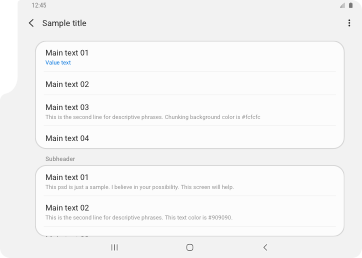 12:45
Sample title
Main text 01
Value text
Main text 02
Main text 03
This is the second line for descriptive phrases. Chunking background color is #fcfcfc
Main text 04
Subheader
Main text 01
This pad is just a sample. I believe in your possibility. This screen will help.
Main text 02
This is the second line for descriptive phrases. This text color is #909090.